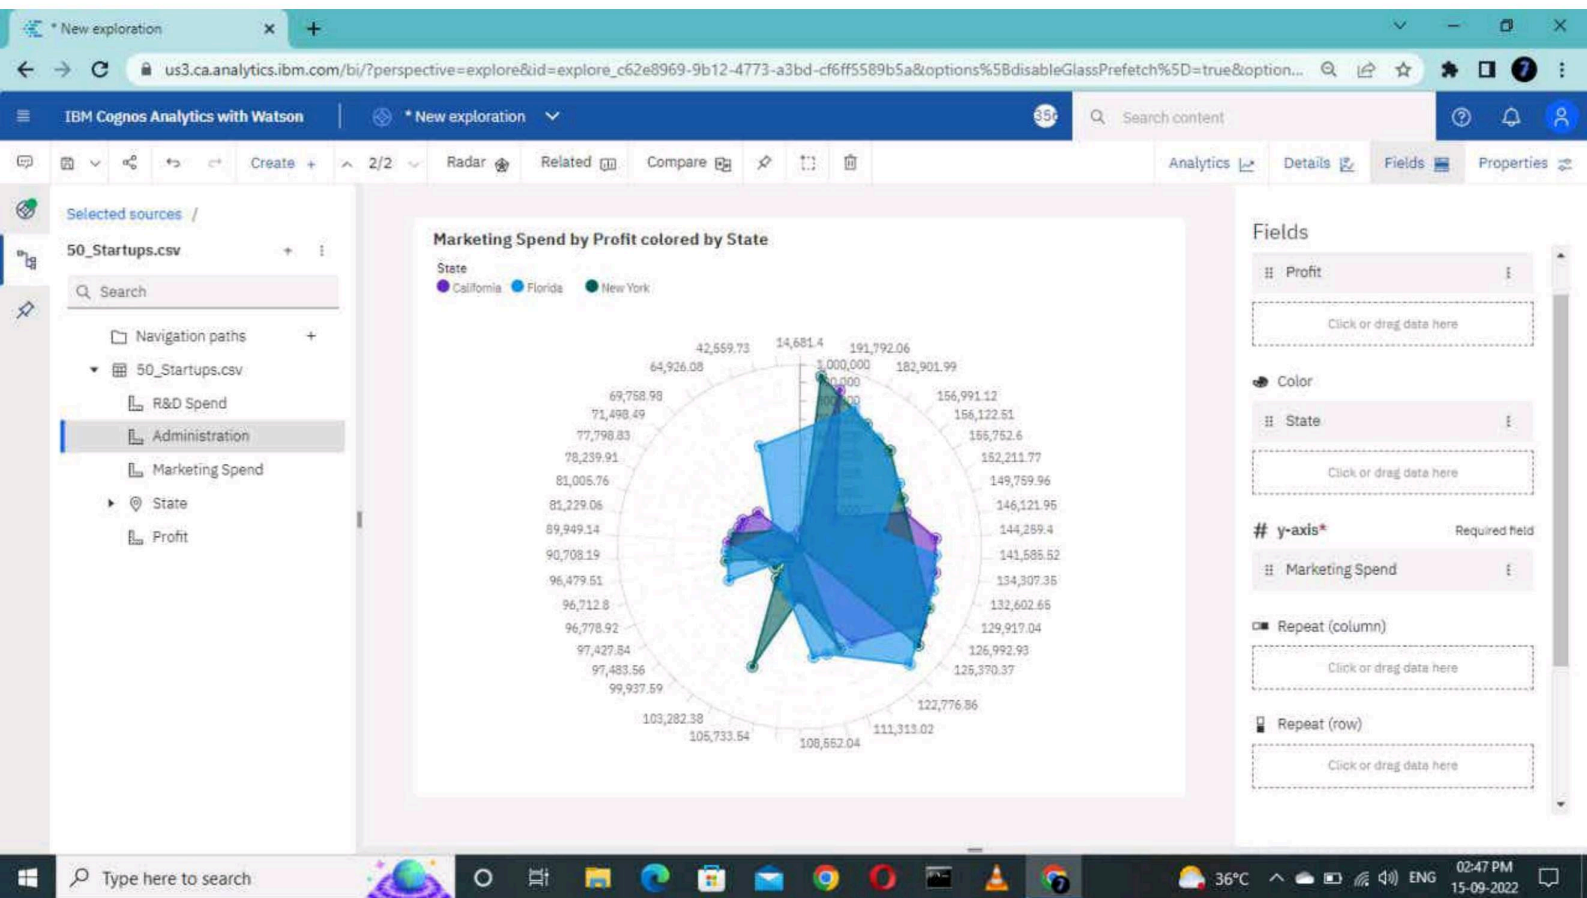 * New exploration
us3.ca.analytics.ibm.com/bi/?perspective=explore&id=explore_c62e8969-9b12-4773-a3bd-cf6ff5589b5a&options%5BdisableGlassPrefetch%5D=true&option...
IBM Cognos Analytics with Watson
* New exploration
Search content
Create +
2/2
Radar
Related
Compare
Analytics
Details
Fields
Properties
Selected sources /
50_Startups.csv
Search
Navigation paths
50_Startups.csv
R&D Spend
Administration
Marketing Spend
State
Profit
Marketing Spend by Profit colored by State
State
California
Florida
New York
14,681.4
191,792.06
182,901.99
156,991.12
156,122.51
155,752.6
152,211.77
149,759.96
146,121.95
144,259.4
141,585.52
134,307.35
132,602.65
129,917.04
126,992.93
125,370.37
122,776.86
111,313.02
108,552.04
105,733.54
103,282.38
99,937.59
97,483.56
97,427.84
96,778.92
96,712.8
96,479.51
90,708.19
89,949.14
81,229.06
81,005.76
78,239.91
77,798.83
71,498.49
69,758.98
64,926.08
42,559.73
1,000,000
Fields
Profit
Click or drag data here
Color
State
Click or drag data here
# y-axis*
Required field
Marketing Spend
Repeat (column)
Click or drag data here
Repeat (row)
Click or drag data here
Type here to search
36°C
ENG
02:47 PM
15-09-2022